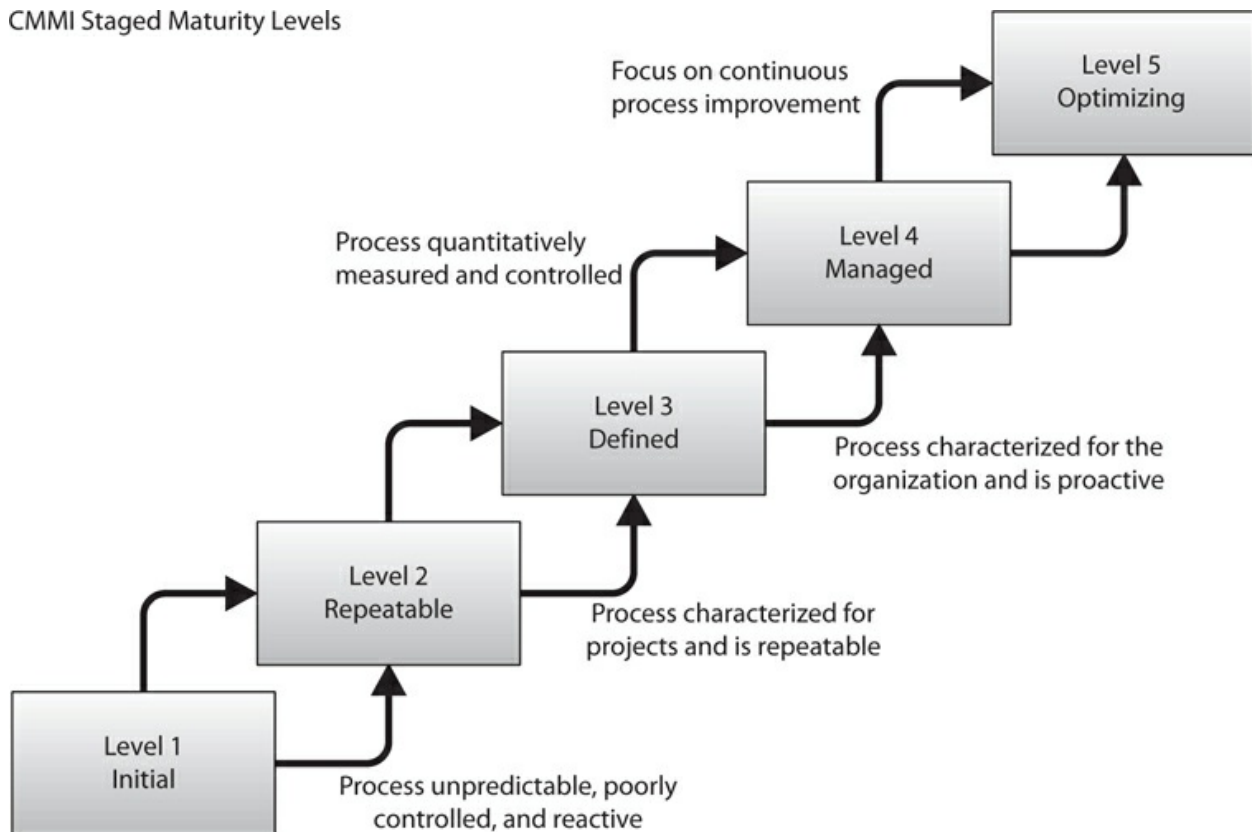 CMMI Staged Maturity Levels
Focus on continuous
process improvement
Level 5
Optimizing
Process quantitatively
measured and controlled
Level 4
Managed
Level 3
Defined
Process characterized for the
organization and is proactive
Level 2
Repeatable
Process characterized for
projects and is repeatable
Level 1
Initial
Process unpredictable, poorly
controlled, and reactive